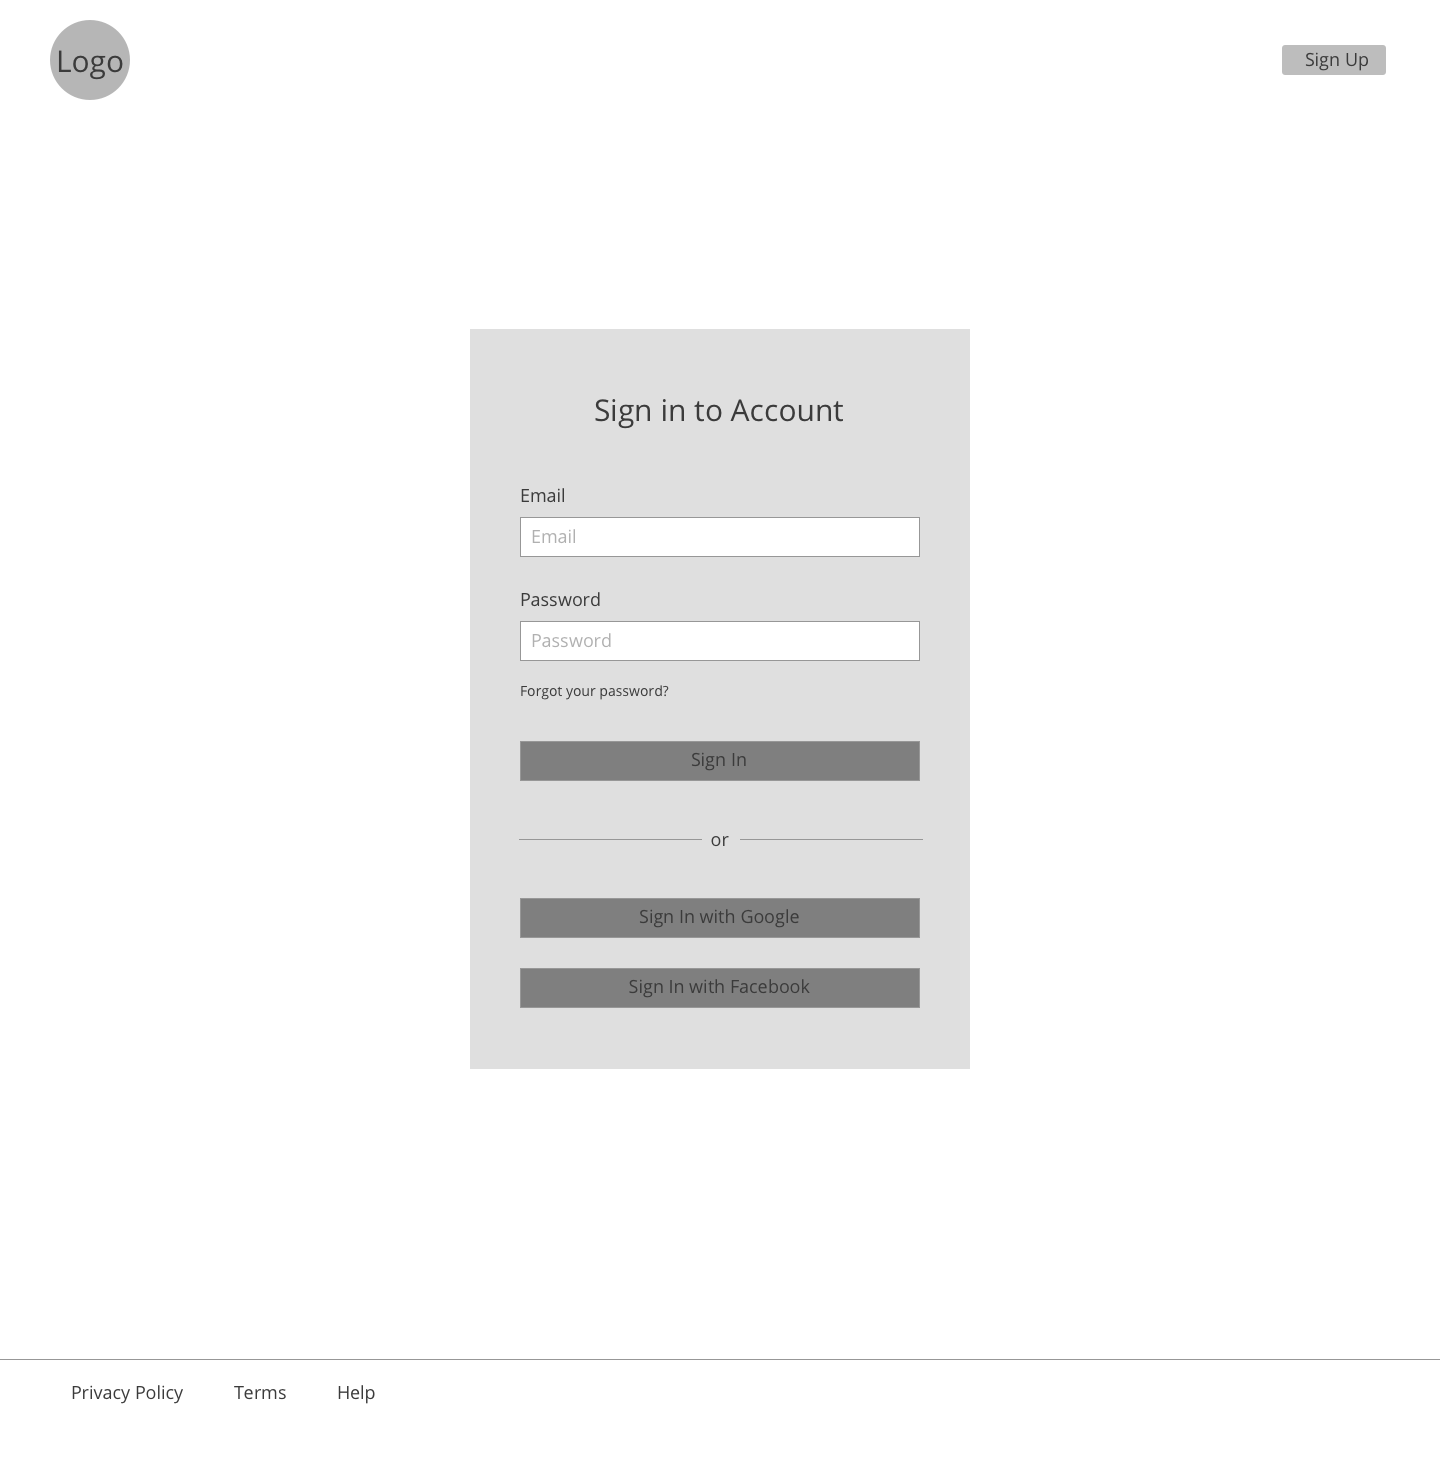 Logo
Sign Up
Sign in to Account
Email
Email
Password
Password
Forgot your password?
Sign In
or
Sign In with Google
Sign In with Facebook
Privacy Policy
Terms
Help